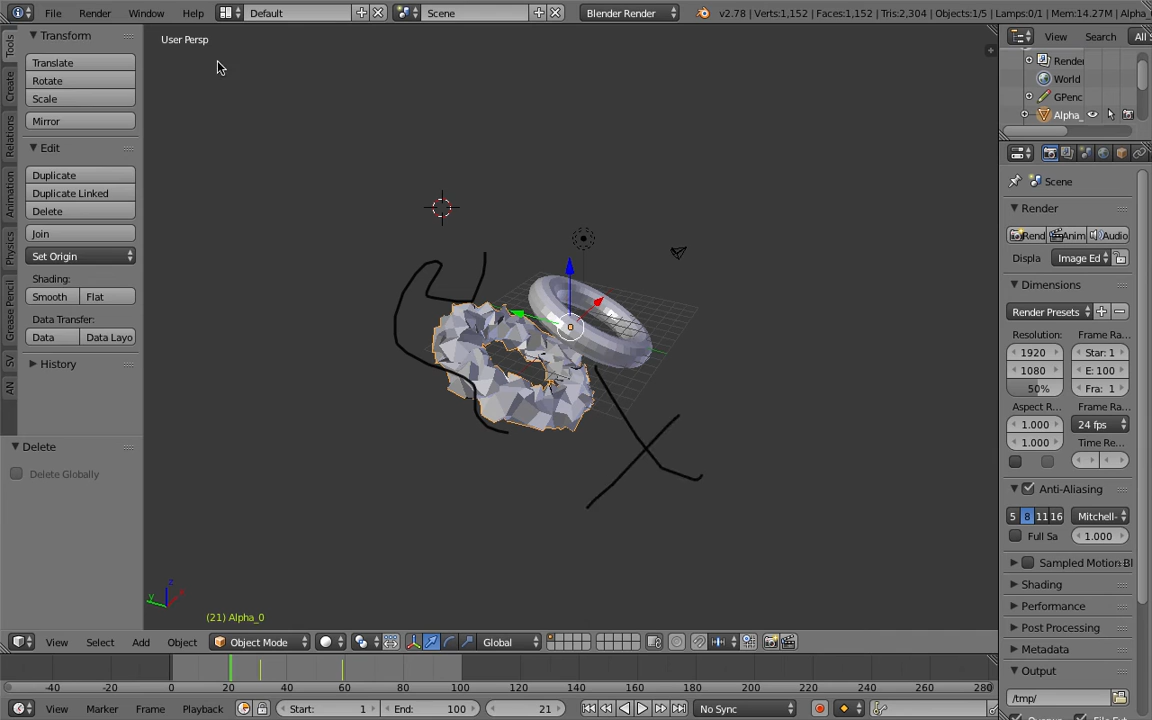 File Render Window Help Default Scene Blender Render v2.78 | Verts:1,152 | Faces:1,152 | Tris:2,304 | Objects:1/5 | Lamps:0/1 | Mem:14.27M | Alpha_
Transform
Translate
Rotate
Scale
Mirror
Edit
Duplicate
Duplicate Linked
Delete
Join
Set Origin
Shading:
Smooth Flat
Data Transfer:
Data Data Layo
History
Delete
Delete Globally
Tools
Create
Relations
Animation
Physics
Grease Pencil
SV
AN
User Persp
(21) Alpha_0
View Select Add Object Object Mode Global
-40 -20 0 20 40 60 80 100 120 140 160 180 200 220 240 260 280
View Marker Frame Playback Start: 1 End: 100 21 No Sync
View Search All S
Render
World
GPenc
Alpha_
Scene
Render
Rend Anim Audio
Displa Image Ed
Dimensions
Render Presets
Resolution: Frame Ra...
1920 Star: 1
1080 E: 100
50% Fra: 1
Aspect R... Frame Ra...
1.000 24 fps
1.000 Time Re...
Anti-Aliasing
5 8 11 16 Mitchell-
Full Sa 1.000
Sampled Motion Bl
Shading
Performance
Post Processing
Metadata
Output
/tmp/